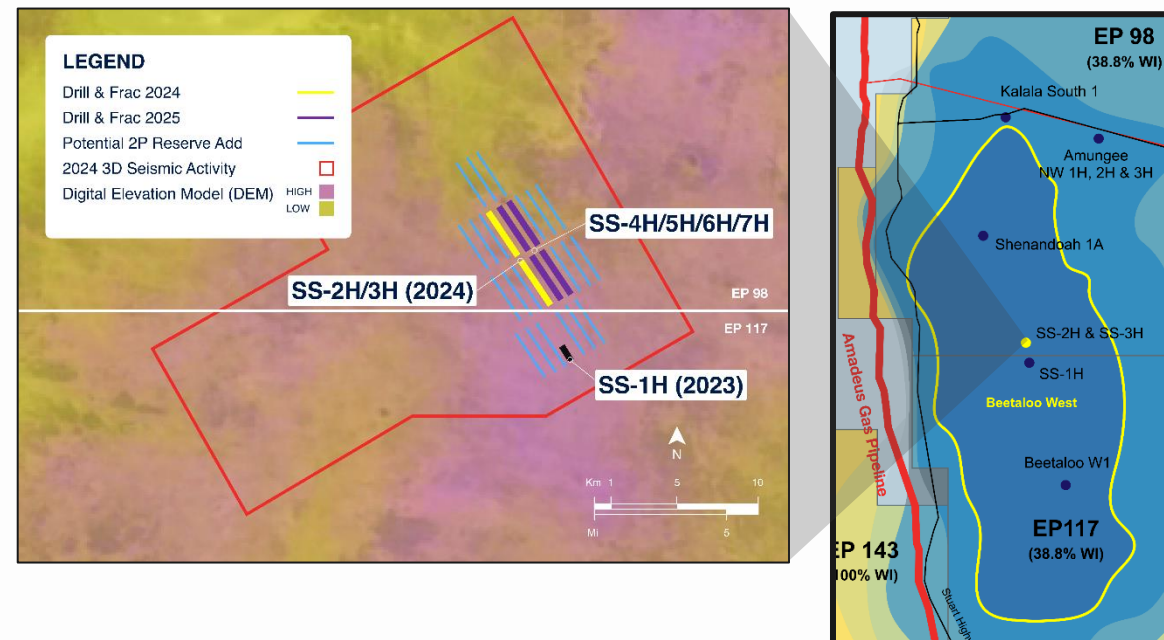 LEGEND
Drill & Frac 2024
Drill & Frac 2025
Potential 2P Reserve Add
2024 3D Seismic Activity
Digital Elevation Model (DEM)
HIGH
LOW
SS-4H/5H/6H/7H
SS-2H/3H (2024)
EP 98
EP 117
SS-1H (2023)
N
Km 1 5 10
Mi 5
EP 98
(38.8% WI)
Kalala South 1
Amungee
NW 1H, 2H & 3H
Shenandoah 1A
SS-2H & SS-3H
SS-1H
Amadeus Gas Pipeline
Beetaloo West
Beetaloo W1
EP117
(38.8% WI)
EP 143
100% WI)
Stuart High